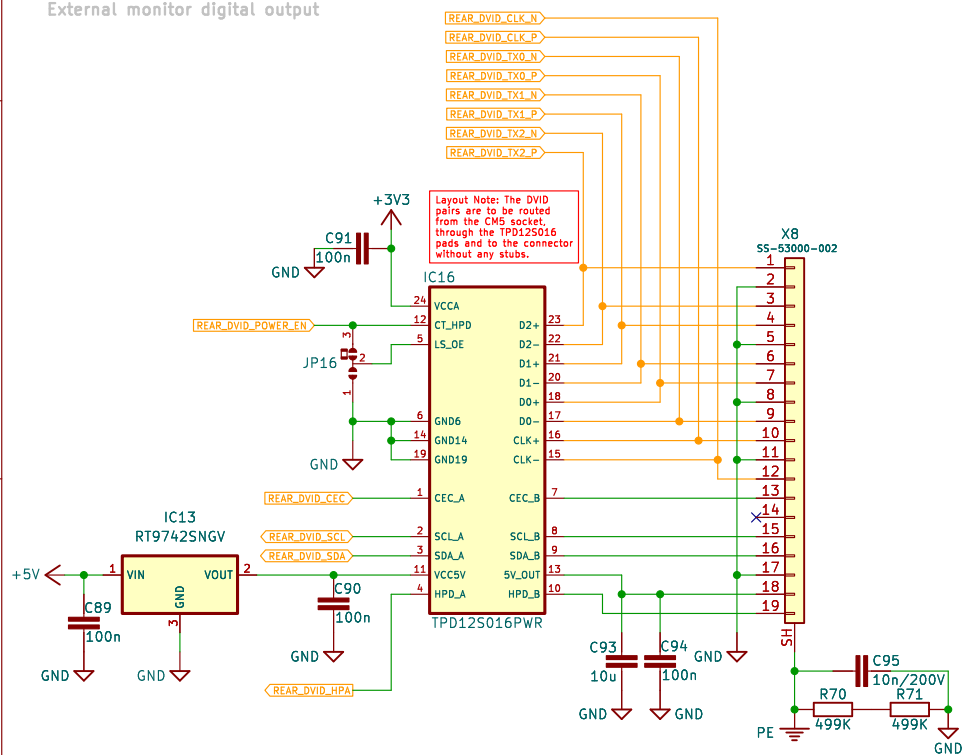 External monitor digital output
REAR_DVID_CLK_N
REAR_DVID_CLK_P
REAR_DVID_TX0_N
REAR_DVID_TX0_P
REAR_DVID_TX1_N
REAR_DVID_TX1_P
REAR_DVID_TX2_N
REAR_DVID_TX2_P
Layout Note: The DVID
pairs are to be routed
from the CM5 socket,
through the TPD12S016
pads and to the connector
without any stubs.
+3V3
C91
100n
GND
IC16
24 VCCA
12 CT_HPD
5 LS_OE
6 GND6
14 GND14
19 GND19
1 CEC_A
2 SCL_A
3 SDA_A
11 VCC5V
4 HPD_A
D2+ 23
D2- 22
D1+ 21
D1- 20
D0+ 18
D0- 17
CLK+ 16
CLK- 15
CEC_B 7
SCL_B 8
SDA_B 9
5V_OUT 13
HPD_B 10
TPD12S016PWR
REAR_DVID_POWER_EN
JP16
3
2
1
GND
REAR_DVID_CEC
REAR_DVID_SCL
REAR_DVID_SDA
REAR_DVID_HPA
IC13
RT9742SNGV
+5V
1 VIN
VOUT 2
GND
3
C89
100n
GND
GND
C90
100n
GND
X8
SS-53000-002
1
2
3
4
5
6
7
8
9
10
11
12
13
14
15
16
17
18
19
SH
C93
10u
GND
C94
100n
GND
GND
C95
10n/200V
R70
499K
R71
499K
PE
GND